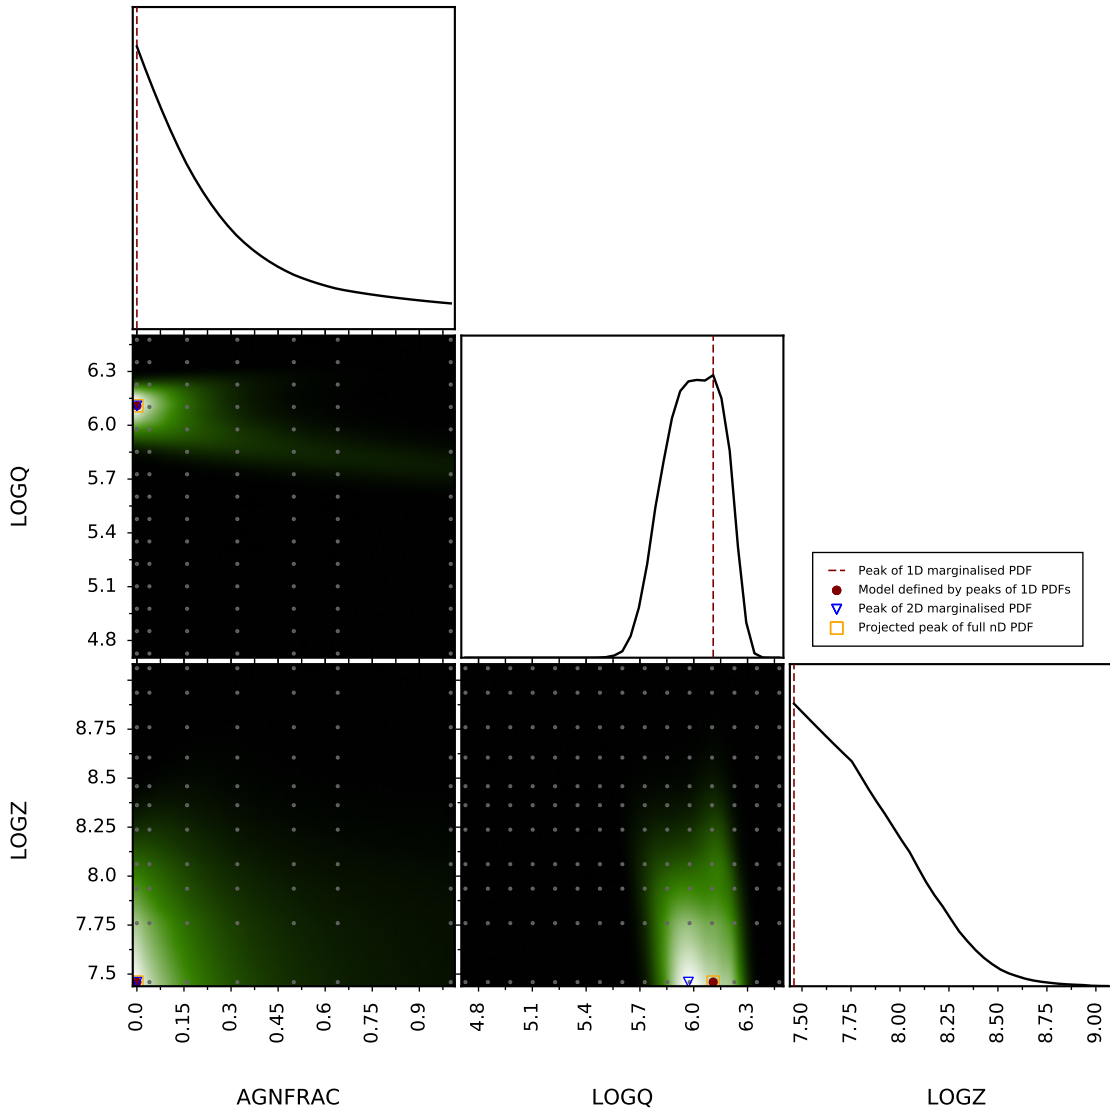 6.3
6.0
5.7
5.4
5.1
4.8
LOGQ
Peak of 1D marginalised PDF
Model defined by peaks of 1D PDFs
Peak of 2D marginalised PDF
Projected peak of full nD PDF
8.75
8.5
8.25
8.0
7.75
7.5
LOGZ
0.0 0.15 0.3 0.45 0.6 0.75 0.9
4.8 5.1 5.4 5.7 6.0 6.3
7.50 7.75 8.00 8.25 8.50 8.75 9.00
AGNFRAC LOGQ LOGZ